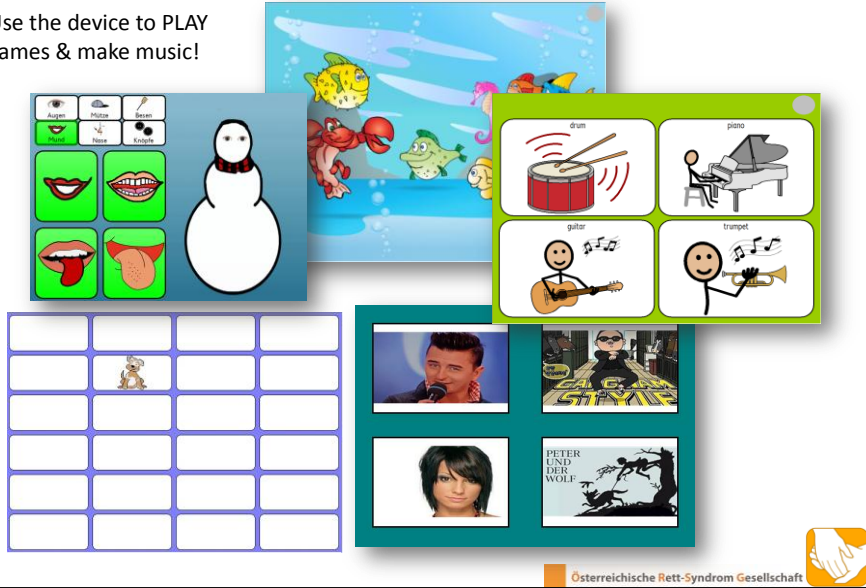 Use the device to PLAY
ames & make music!
Augen
Mütze
Besen
Mund
Nase
Knöpfe
drum
piano
guitar
trumpet
GANGNAM
STYLE
PETER
UND
DER
WOLF
Österreichische Rett-Syndrom Gesellschaft